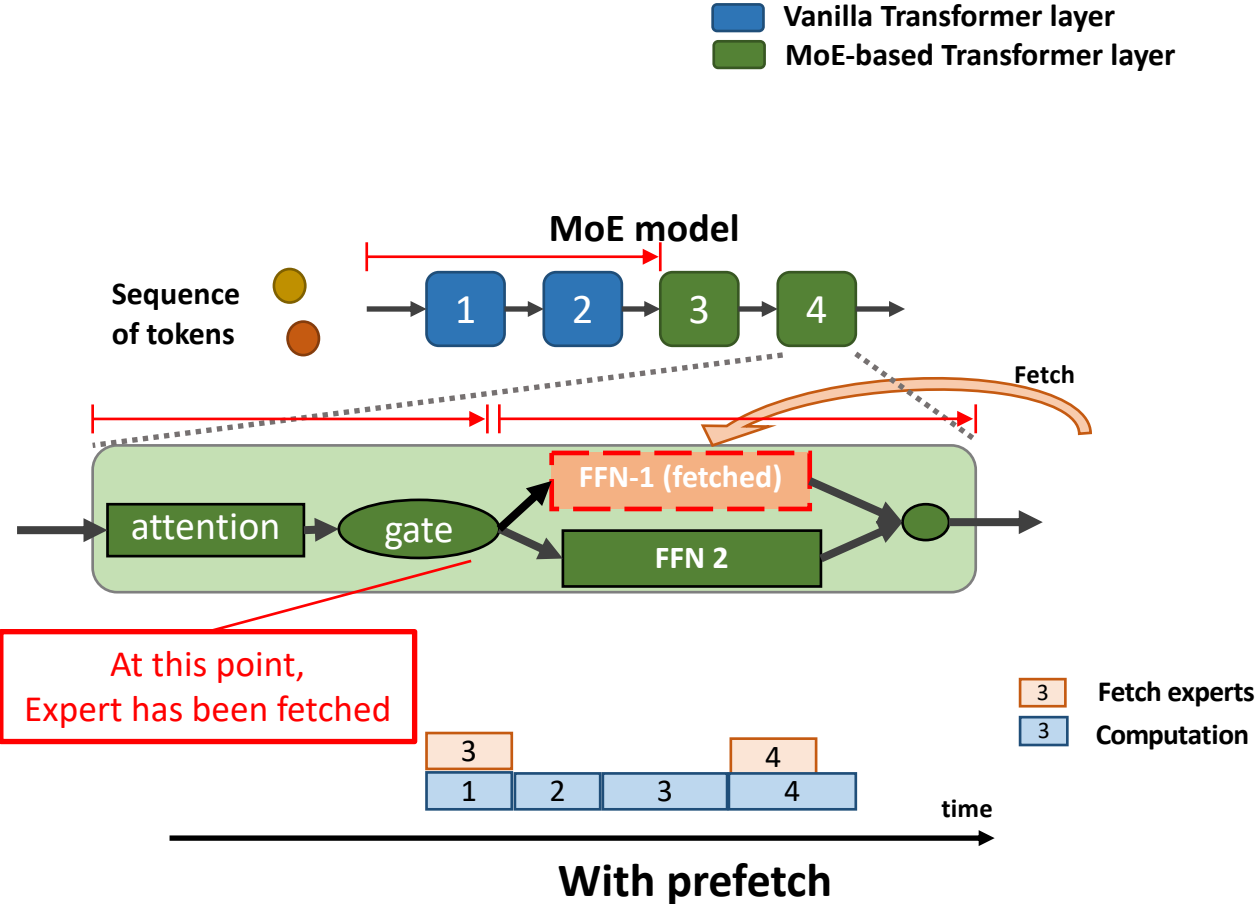 Vanilla Transformer layer
MoE-based Transformer layer
MoE model
Sequence
of tokens
1
2
3
4
Fetch
FFN-1 (fetched)
attention
gate
FFN 2
At this point,
Expert has been fetched
3
Fetch experts
3
Computation
3
4
1
2
3
4
time
With prefetch